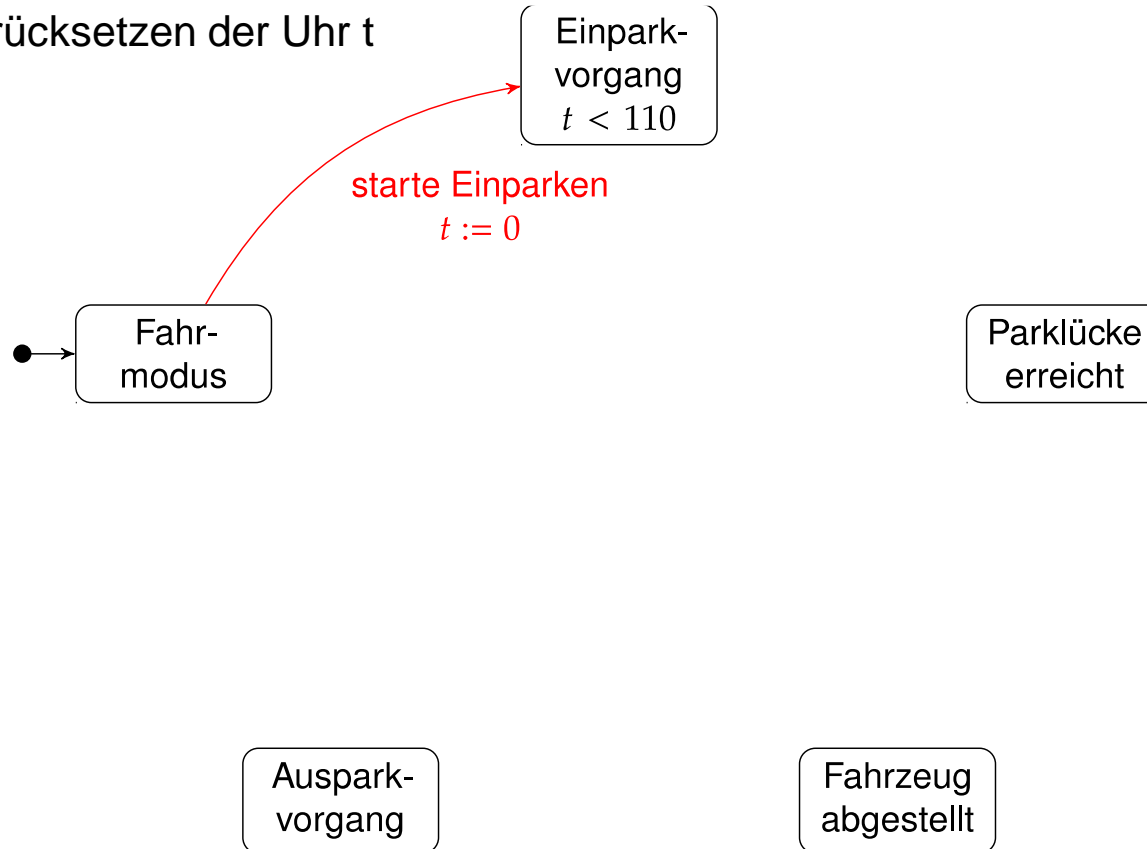 rücksetzen der Uhr t
Einpark-
vorgang
t < 110
starte Einparken
t := 0
Fahr-
modus
Parklücke
erreicht
Auspark-
vorgang
Fahrzeug
abgestellt